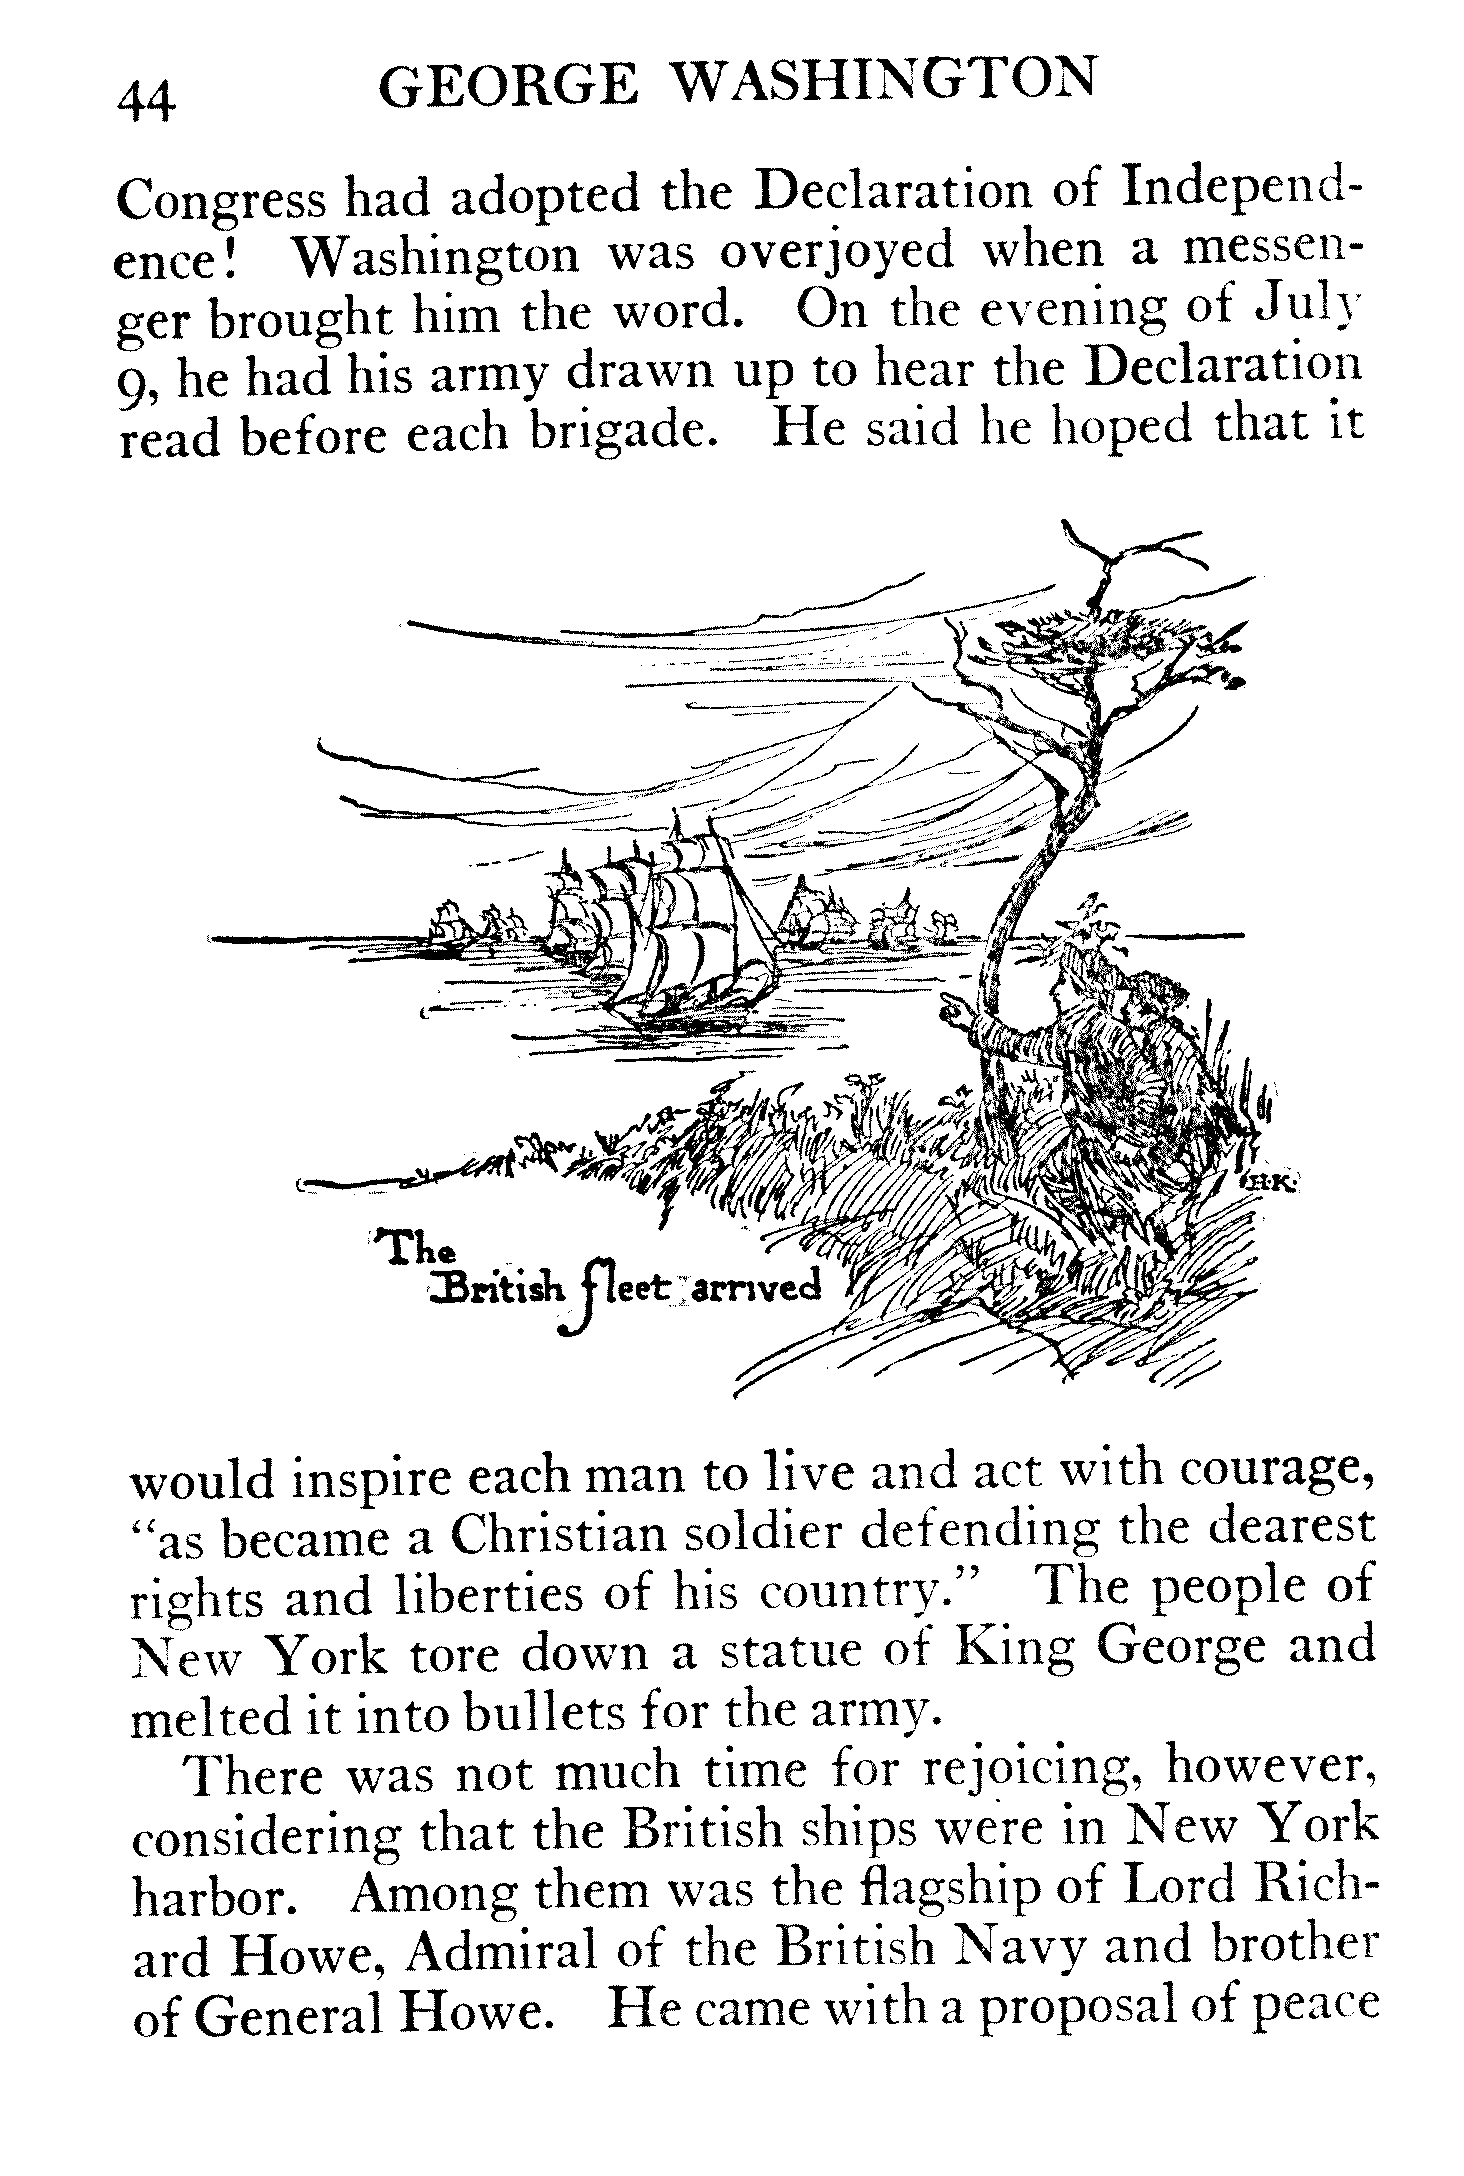 44 GEORGE WASHINGTON
Congress had adopted the Declaration of Independ-
ence! Washington was overjoyed when a messen-
ger brought him the word. On the evening of July
9, he had his army drawn up to hear the Declaration
read before each brigade. He said he hoped that it
H.K.
The
British fleet arrived
would inspire each man to live and act with courage,
“as became a Christian soldier defending the dearest
rights and liberties of his country.” The people of
New York tore down a statue of King George and
melted it into bullets for the army.
There was not much time for rejoicing, however,
considering that the British ships were in New York
harbor. Among them was the flagship of Lord Rich-
ard Howe, Admiral of the British Navy and brother
of General Howe. He came with a proposal of peace